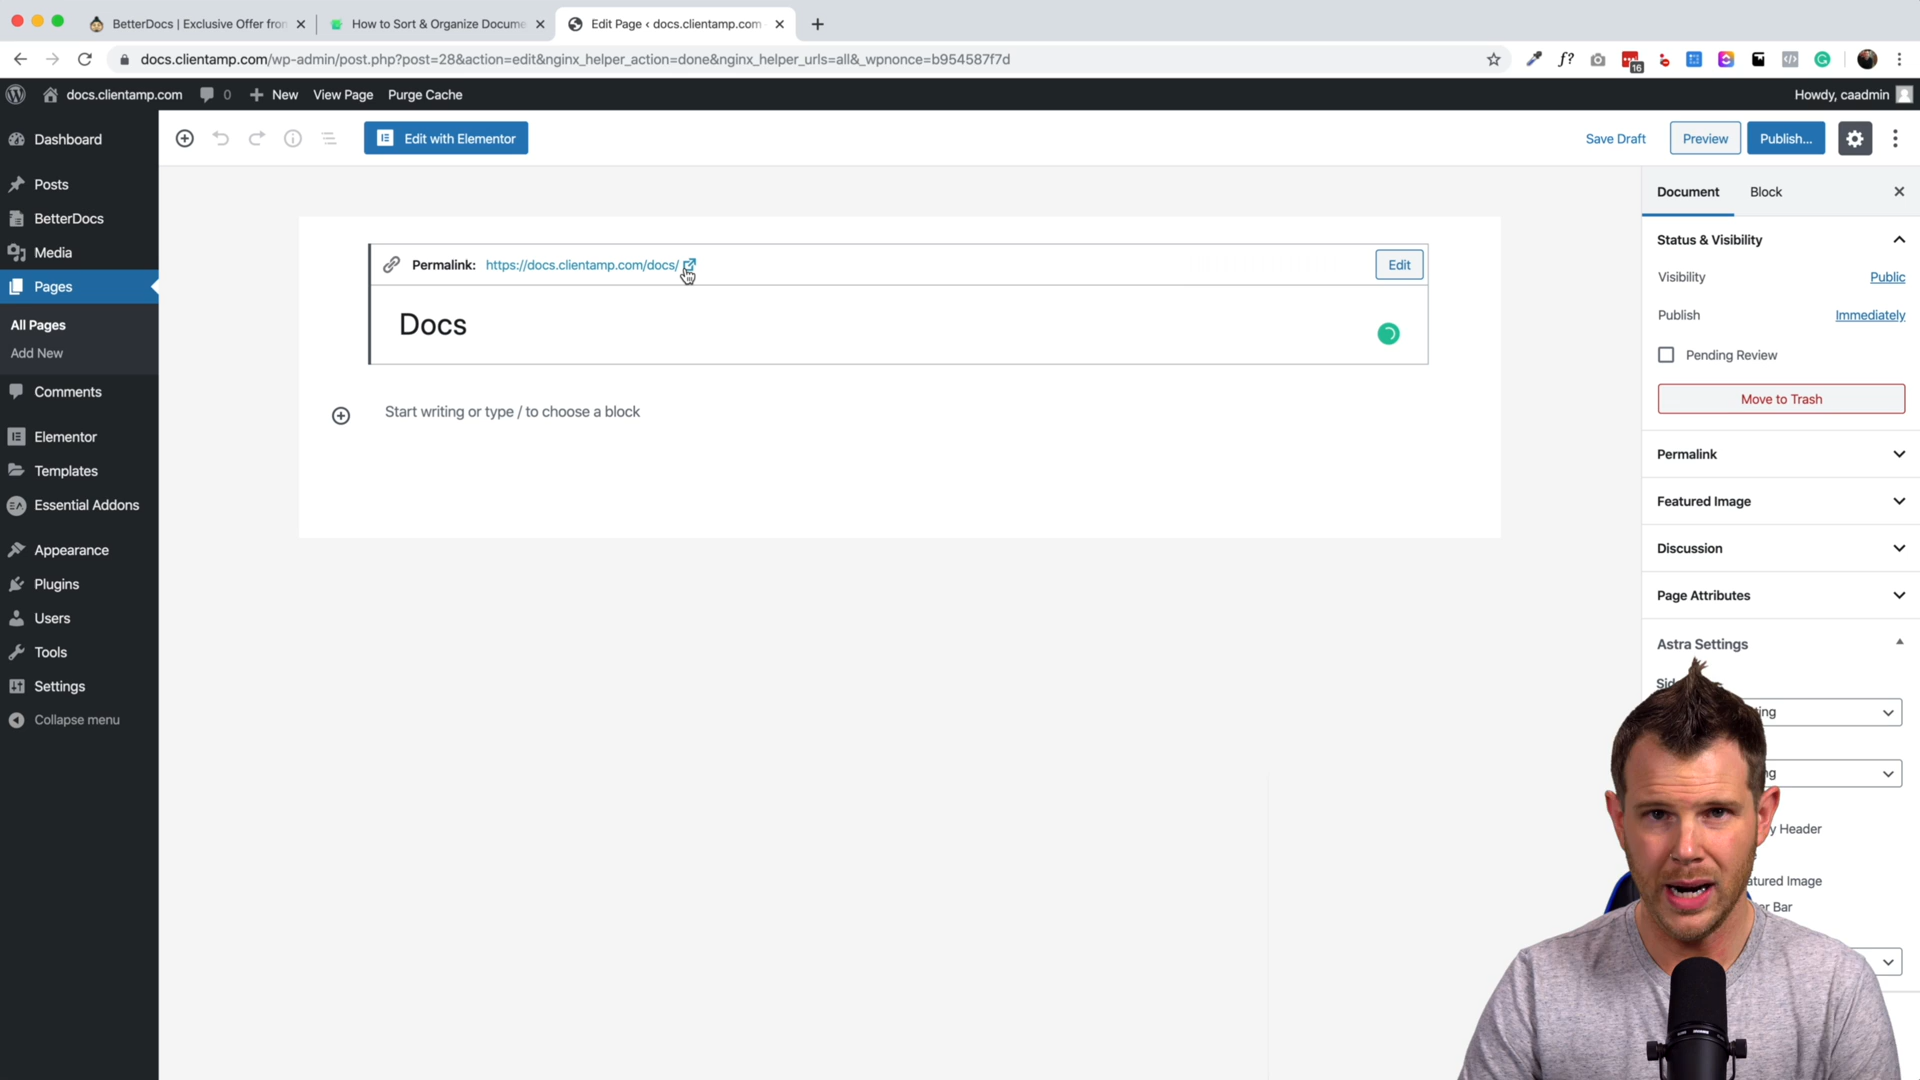 BetterDocs | Exclusive Offer fron
How to Sort & Organize Docume
Edit Page ‹ docs.clientamp.com
docs.clientamp.com/wp-admin/post.php?post=28&action=edit&nginx_helper_action=done&nginx_helper_urls=all&_wpnonce=b954587f7d
f?
16
docs.clientamp.com
0
New
View Page
Purge Cache
Howdy, caadmin
Dashboard
Posts
BetterDocs
Media
Pages
All Pages
Add New
Comments
Elementor
Templates
Essential Addons
Appearance
Plugins
Users
Tools
Settings
Collapse menu
Edit with Elementor
Save Draft
Preview
Publish...
Permalink: https://docs.clientamp.com/docs/
Edit
Docs
Start writing or type / to choose a block
Document
Block
Status & Visibility
Visibility
Public
Publish
Immediately
Pending Review
Move to Trash
Permalink
Featured Image
Discussion
Page Attributes
Astra Settings
Header
atured Image
er Bar